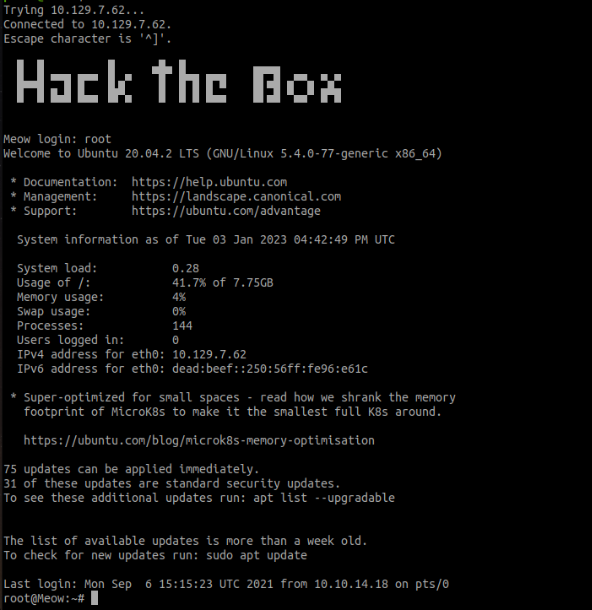 Trying 10.129.7.62...
Connected to 10.129.7.62.
Escape character is '^]'.
Hack the Box
Meow login: root
Welcome to Ubuntu 20.04.2 LTS (GNU/Linux 5.4.0-77-generic x86_64)
* Documentation:  https://help.ubuntu.com
* Management:     https://landscape.canonical.com
* Support:        https://ubuntu.com/advantage
System information as of Tue 03 Jan 2023 04:42:49 PM UTC
System load:           0.28
Usage of /:            41.7% of 7.75GB
Memory usage:          4%
Swap usage:            0%
Processes:             144
Users logged in:       0
IPv4 address for eth0: 10.129.7.62
IPv6 address for eth0: dead:beef::250:56ff:fe96:e61c
* Super-optimized for small spaces - read how we shrank the memory
footprint of MicroK8s to make it the smallest full K8s around.
https://ubuntu.com/blog/microk8s-memory-optimisation
75 updates can be applied immediately.
31 of these updates are standard security updates.
To see these additional updates run: apt list --upgradable
The list of available updates is more than a week old.
To check for new updates run: sudo apt update
Last login: Mon Sep  6 15:15:23 UTC 2021 from 10.10.14.18 on pts/0
root@Meow:~#